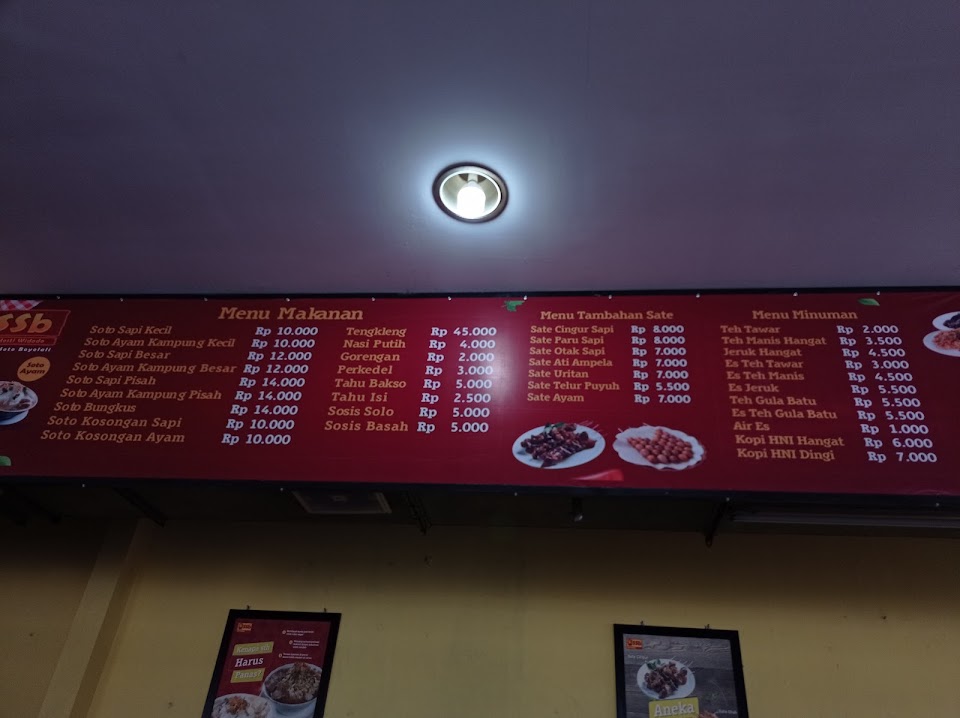 SSb
Soto
Ayam
Menu Makanan
Soto Sapi Kecil Rp 10.000
Soto Ayam Kampung Kecil Rp 10.000
Soto Sapi Besar Rp 12.000
Soto Ayam Kampung Besar Rp 12.000
Soto Sapi Pisah Rp 14.000
Soto Ayam Kampung Pisah Rp 14.000
Soto Bungkus Rp 14.000
Soto Kosongan Sapi Rp 10.000
Soto Kosongan Ayam Rp 10.000
Tengkleng Rp 45.000
Nasi Putih Rp 4.000
Gorengan Rp 2.000
Perkedel Rp 3.000
Tahu Bakso Rp 5.000
Tahu Isi Rp 2.500
Sosis Solo Rp 5.000
Sosis Basah Rp 5.000
Menu Tambahan Sate
Sate Cingur Sapi Rp 8.000
Sate Paru Sapi Rp 8.000
Sate Otak Sapi Rp 7.000
Sate Ati Ampela Rp 7.000
Sate Uritan Rp 7.000
Sate Telur Puyuh Rp 5.500
Sate Ayam Rp 7.000
Menu Minuman
Teh Tawar Rp 2.000
Teh Manis Hangat Rp 3.500
Jeruk Hangat Rp 4.500
Es Teh Tawar Rp 3.000
Es Teh Manis Rp 4.500
Es Jeruk Rp 5.500
Teh Gula Batu Rp 5.500
Es Teh Gula Batu Rp 5.500
Air Es Rp 1.000
Kopi HNI Hangat Rp 6.000
Kopi HNI Dingi Rp 7.000
Harus
Panas?
Aneka